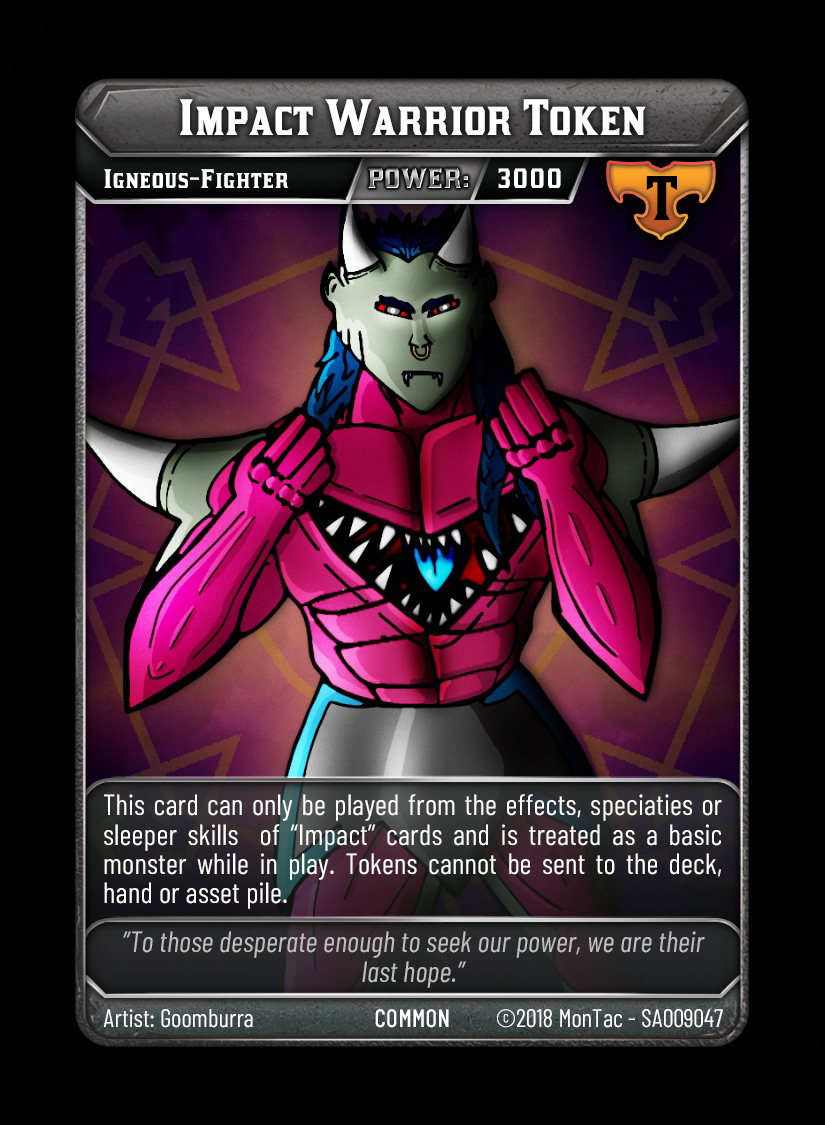 Impact Warrior Token
Igneous-Fighter POWER: 3000
T
This card can only be played from the effects, speciaties or
sleeper skills of "Impact" cards and is treated as a basic
monster while in play. Tokens cannot be sent to the deck,
hand or asset pile.
"To those desperate enough to seek our power, we are their
last hope."
Artist: Goomburra COMMON ©2018 MonTac - SA009047